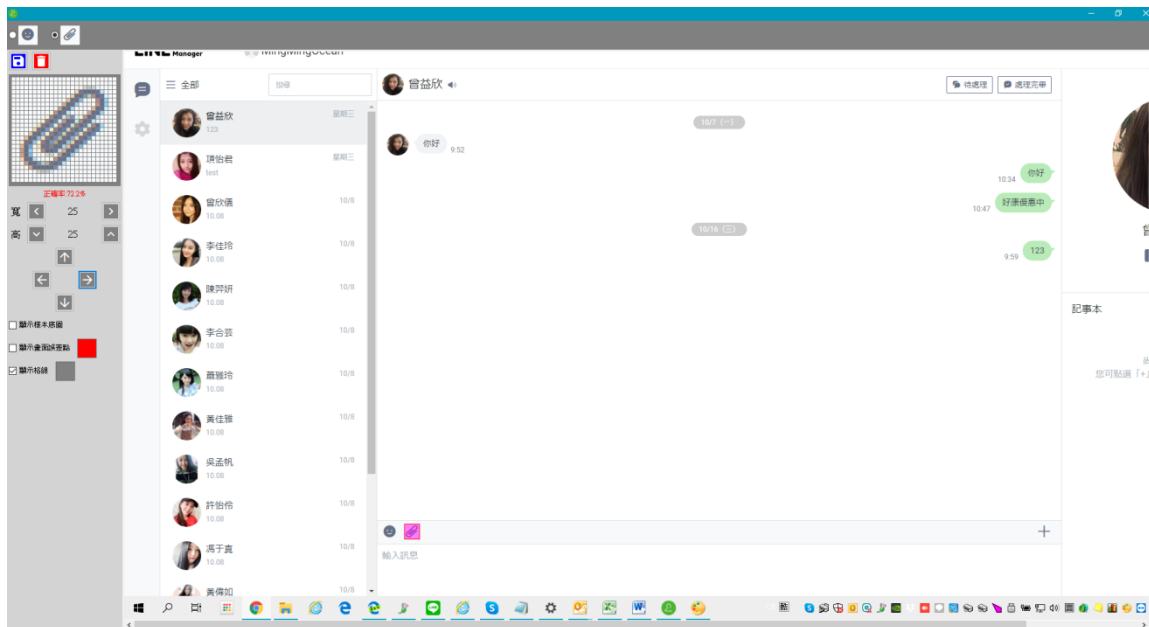 Manager
MingMingOcean
全部
搜尋
曾益欣
星期三
123
項怡君
星期三
test
曾欣儀
10/8
10.08
李佳玲
10/8
10.08
陳羿妍
10/8
10.08
李合芸
10/8
10.08
蕭雅玲
10/8
10.08
黃佳雅
10/8
10.08
吳孟帆
10/8
10.08
許怡伶
10/8
10.08
馮于真
10/8
10.08
黃偉如
10/8
正確率:72.2%
寬 25
高 25
顯示樣本底圖
顯示畫面誤差點
顯示格線
曾益欣
待處理 處理完畢
10/7 (一)
你好 9:52
10:34 你好
10:47 好康優惠中
10/16 (三)
9:59 123
輸入訊息
記事本
您可點選「+」